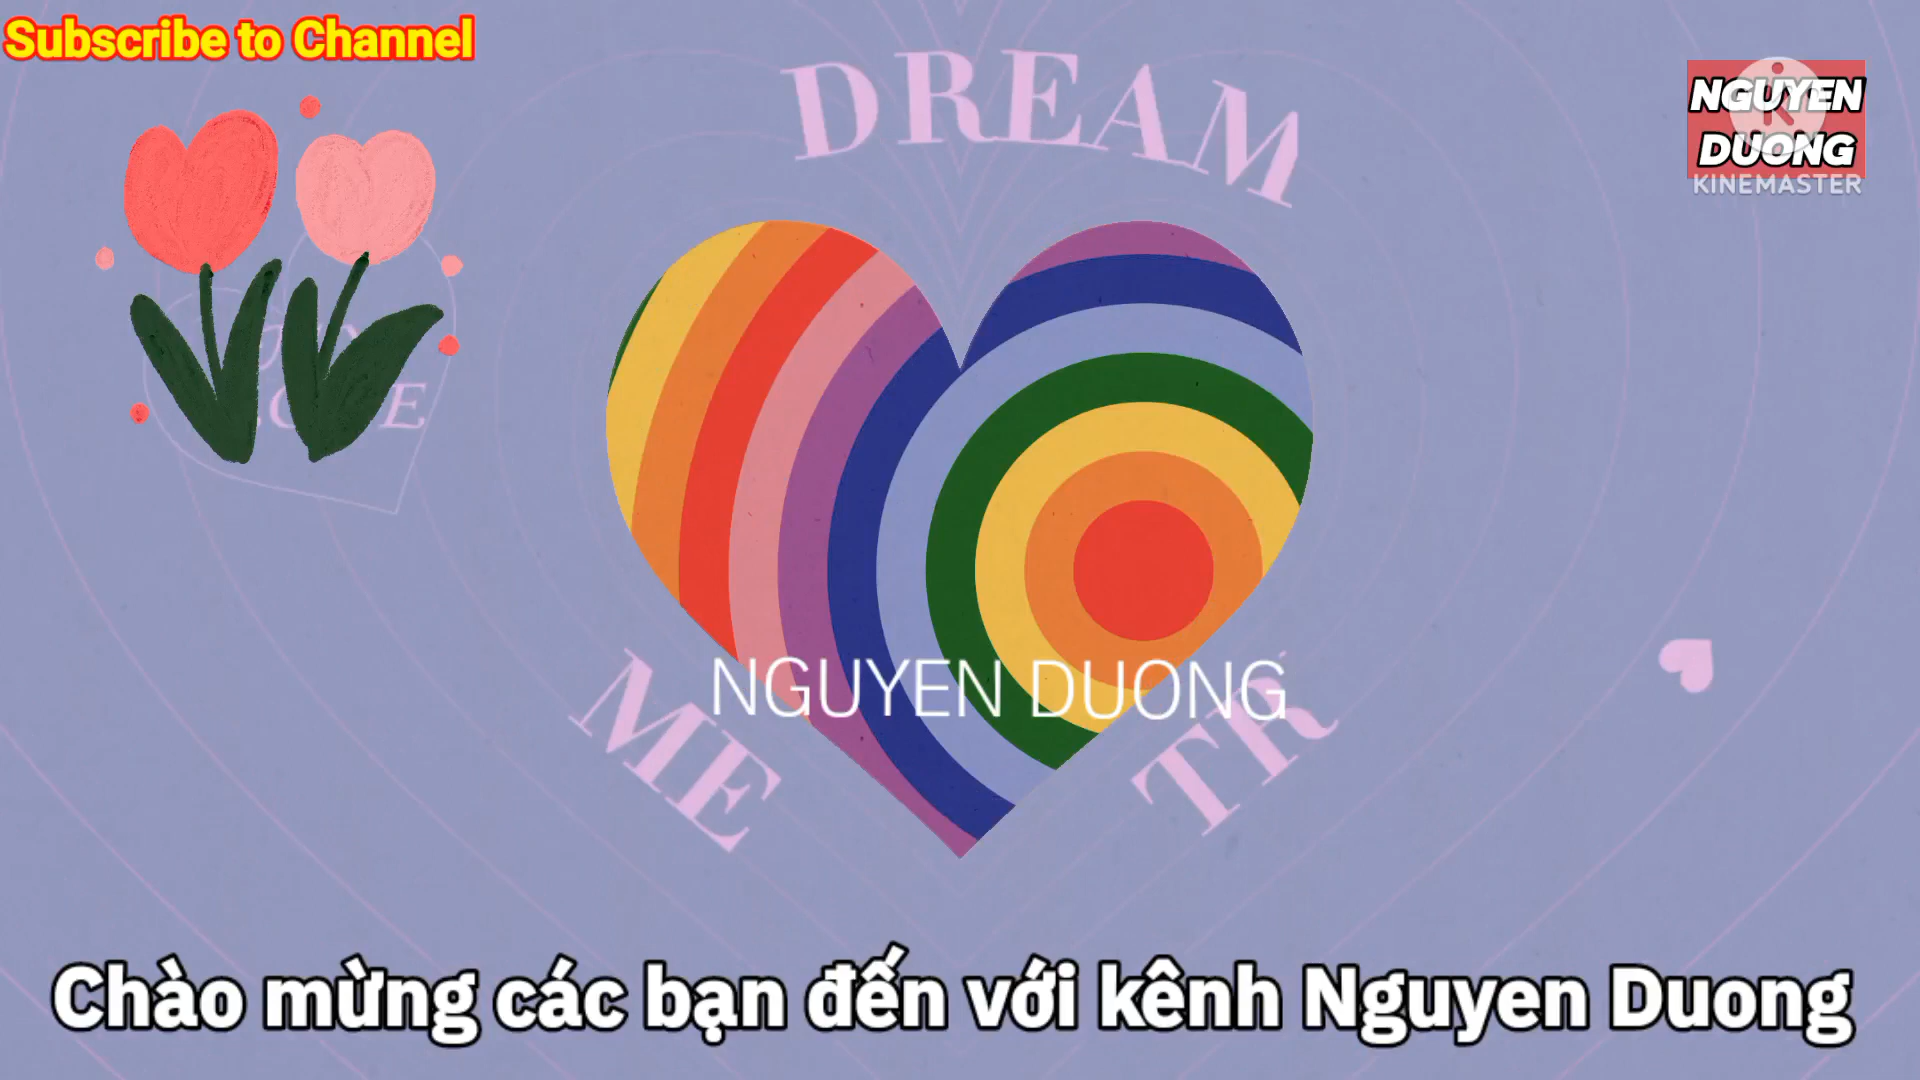 Subscribe to Channel
DREAM
NGUYEN
DUONG
KINEMASTER
NGUYEN DUONG
ME
TR
Chào mừng các bạn đến với kênh Nguyen Duong